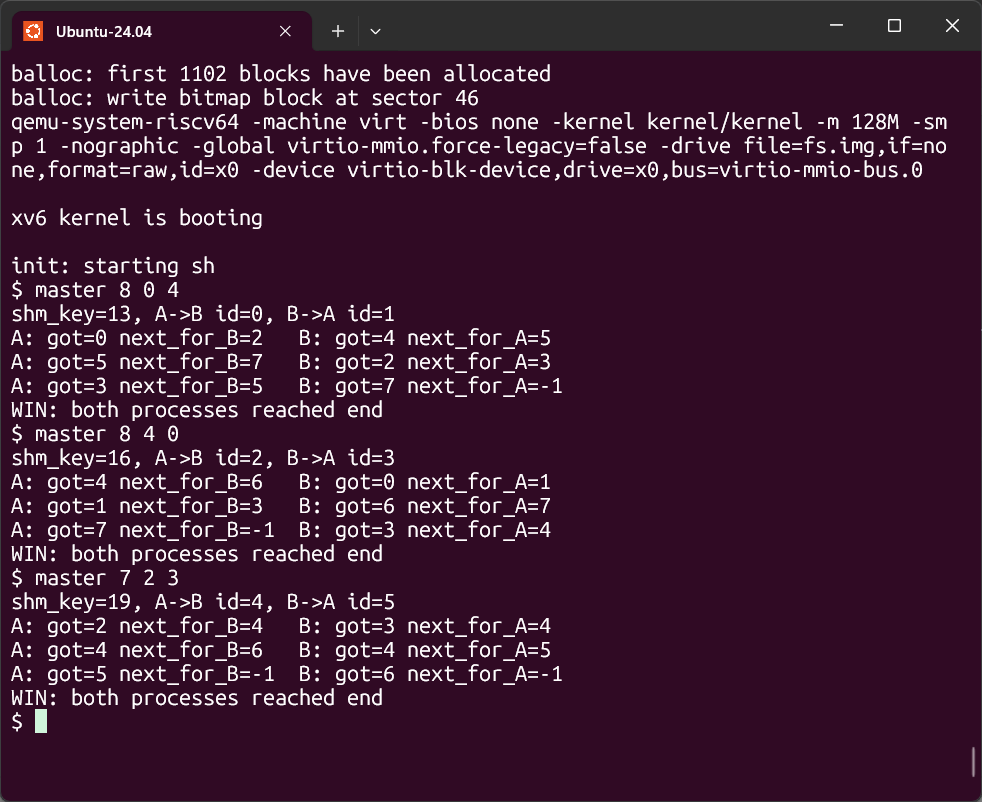 Ubuntu-24.04
balloc: first 1102 blocks have been allocated
balloc: write bitmap block at sector 46
qemu-system-riscv64 -machine virt -bios none -kernel kernel/kernel -m 128M -sm
p 1 -nographic -global virtio-mmio.force-legacy=false -drive file=fs.img,if=no
ne,format=raw,id=x0 -device virtio-blk-device,drive=x0,bus=virtio-mmio-bus.0
xv6 kernel is booting
init: starting sh
$ master 8 0 4
shm_key=13, A->B id=0, B->A id=1
A: got=0 next_for_B=2   B: got=4 next_for_A=5
A: got=5 next_for_B=7   B: got=2 next_for_A=3
A: got=3 next_for_B=5   B: got=7 next_for_A=-1
WIN: both processes reached end
$ master 8 4 0
shm_key=16, A->B id=2, B->A id=3
A: got=4 next_for_B=6   B: got=0 next_for_A=1
A: got=1 next_for_B=3   B: got=6 next_for_A=7
A: got=7 next_for_B=-1  B: got=3 next_for_A=4
WIN: both processes reached end
$ master 7 2 3
shm_key=19, A->B id=4, B->A id=5
A: got=2 next_for_B=4   B: got=3 next_for_A=4
A: got=4 next_for_B=6   B: got=4 next_for_A=5
A: got=5 next_for_B=-1  B: got=6 next_for_A=-1
WIN: both processes reached end
$